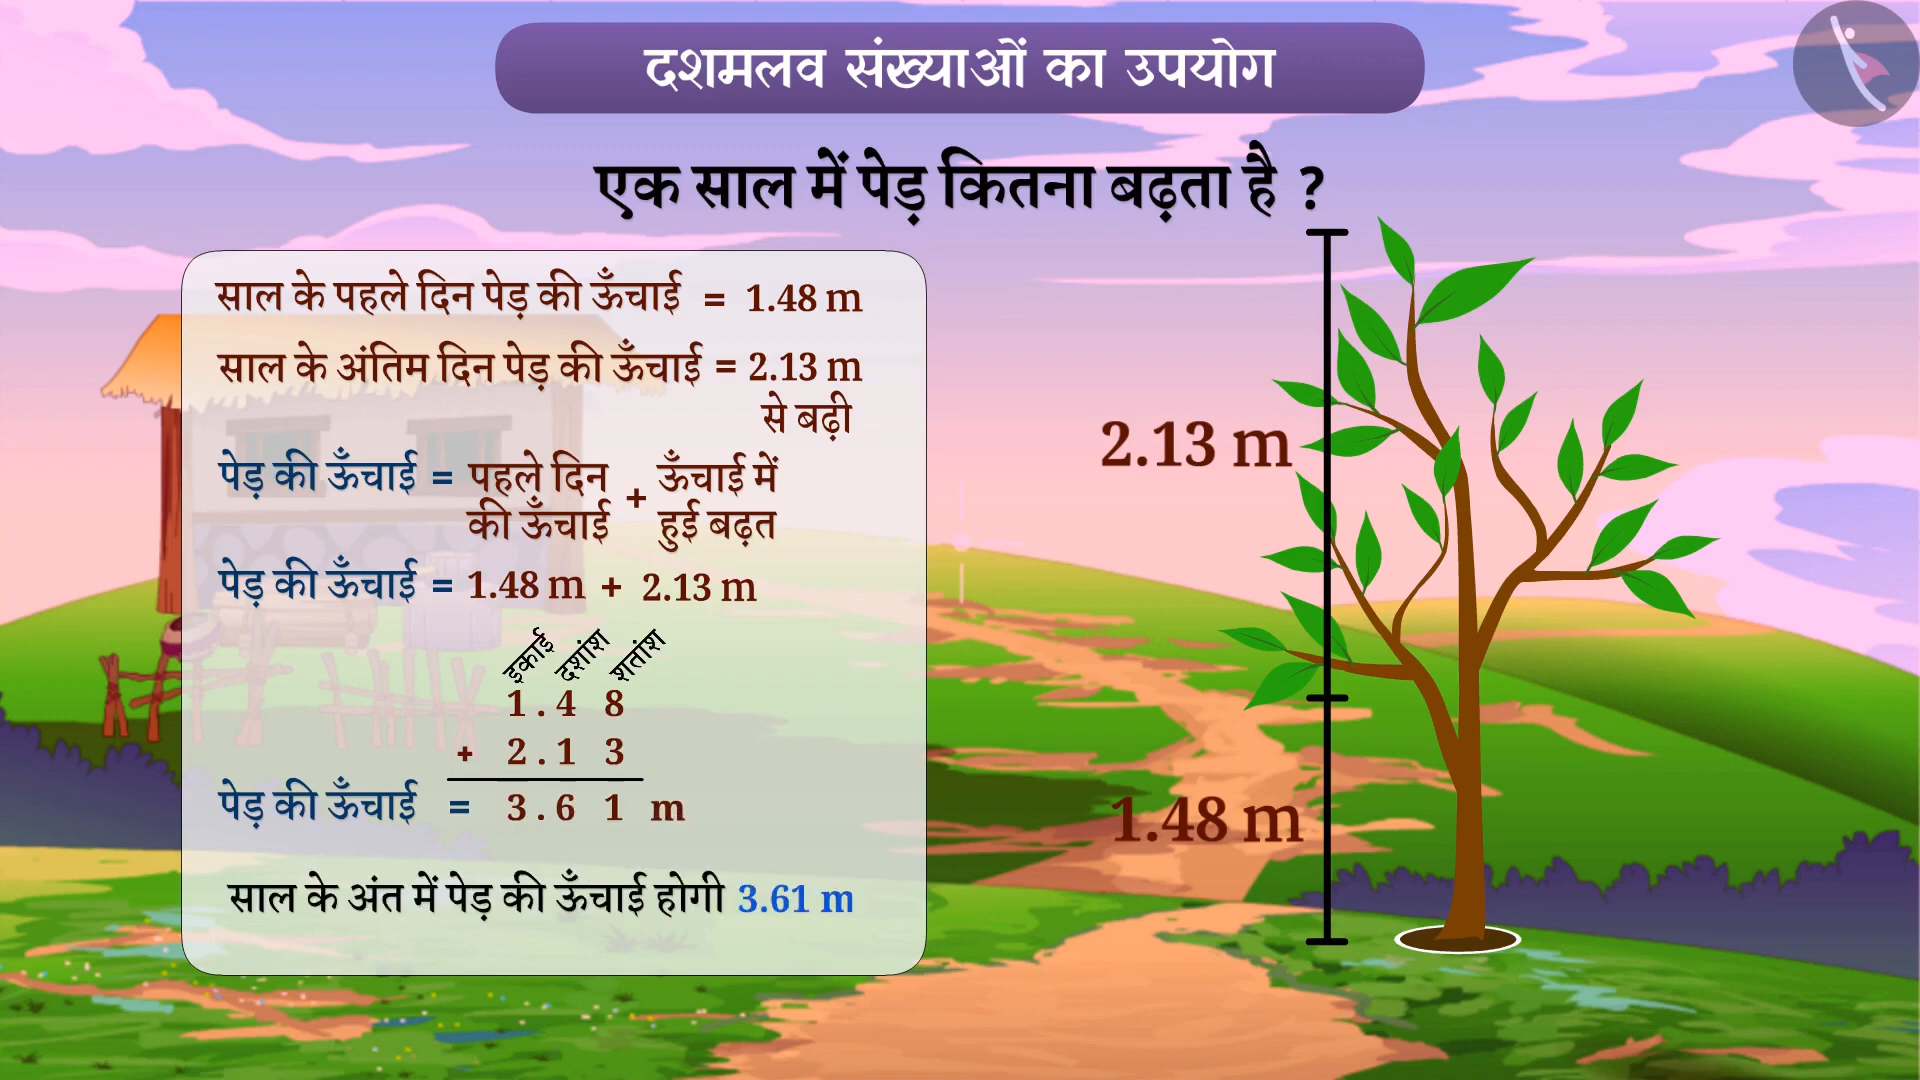 दशमलव संख्याओं का उपयोग
एक साल में पेड़ कितना बढ़ता है ?
साल के पहले दिन पेड़ की ऊँचाई = 1.48 m
साल के अंतिम दिन पेड़ की ऊँचाई = 2.13 m
से बढ़ी
पेड़ की ऊँचाई = पहले दिन + ऊँचाई में
की ऊँचाई हुई बढ़त
पेड़ की ऊँचाई = 1.48 m + 2.13 m
इकाई दशांश शतांश
1 . 4 8
+ 2 . 1 3
पेड़ की ऊँचाई = 3 . 6 1 m
साल के अंत में पेड़ की ऊँचाई होगी 3.61 m
2.13 m
1.48 m